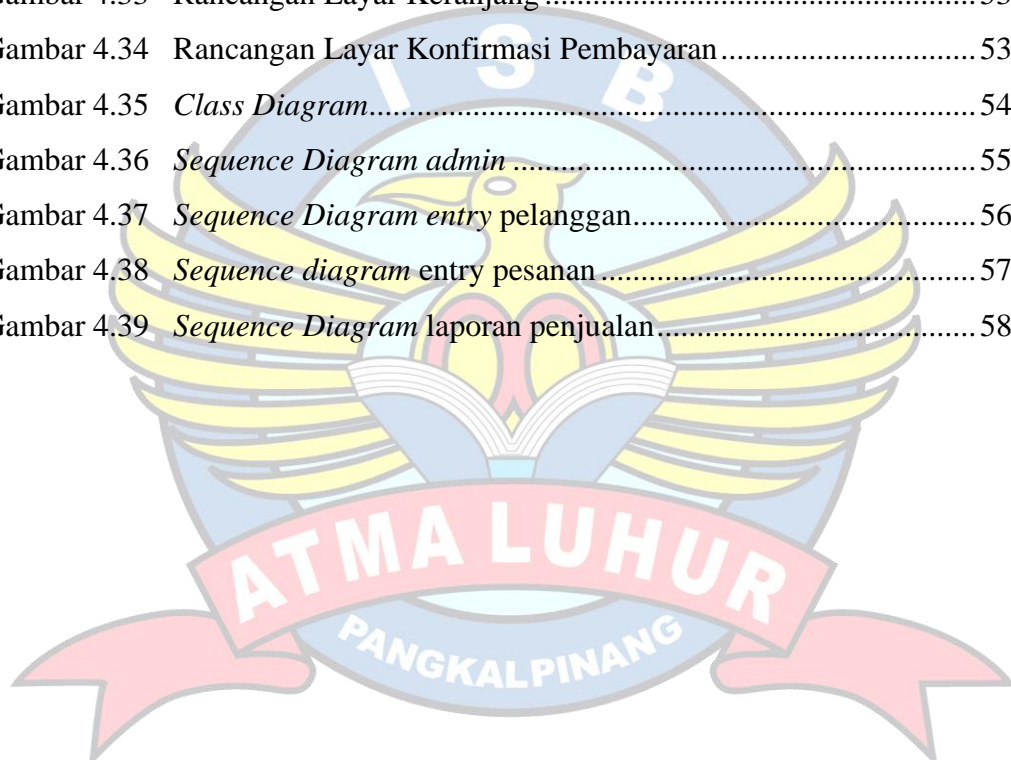 Gambar 4.34 Rancangan Layar Konfirmasi Pembayaran ........ 53
Gambar 4.35 Class Diagram ........ 54
Gambar 4.36 Sequence Diagram admin ........ 55
Gambar 4.37 Sequence Diagram entry pelanggan ........ 56
Gambar 4.38 Sequence diagram entry pesanan ........ 57
Gambar 4.39 Sequence Diagram laporan penjualan ........ 58
I S B
ATMA LUHUR
PANGKALPINANG